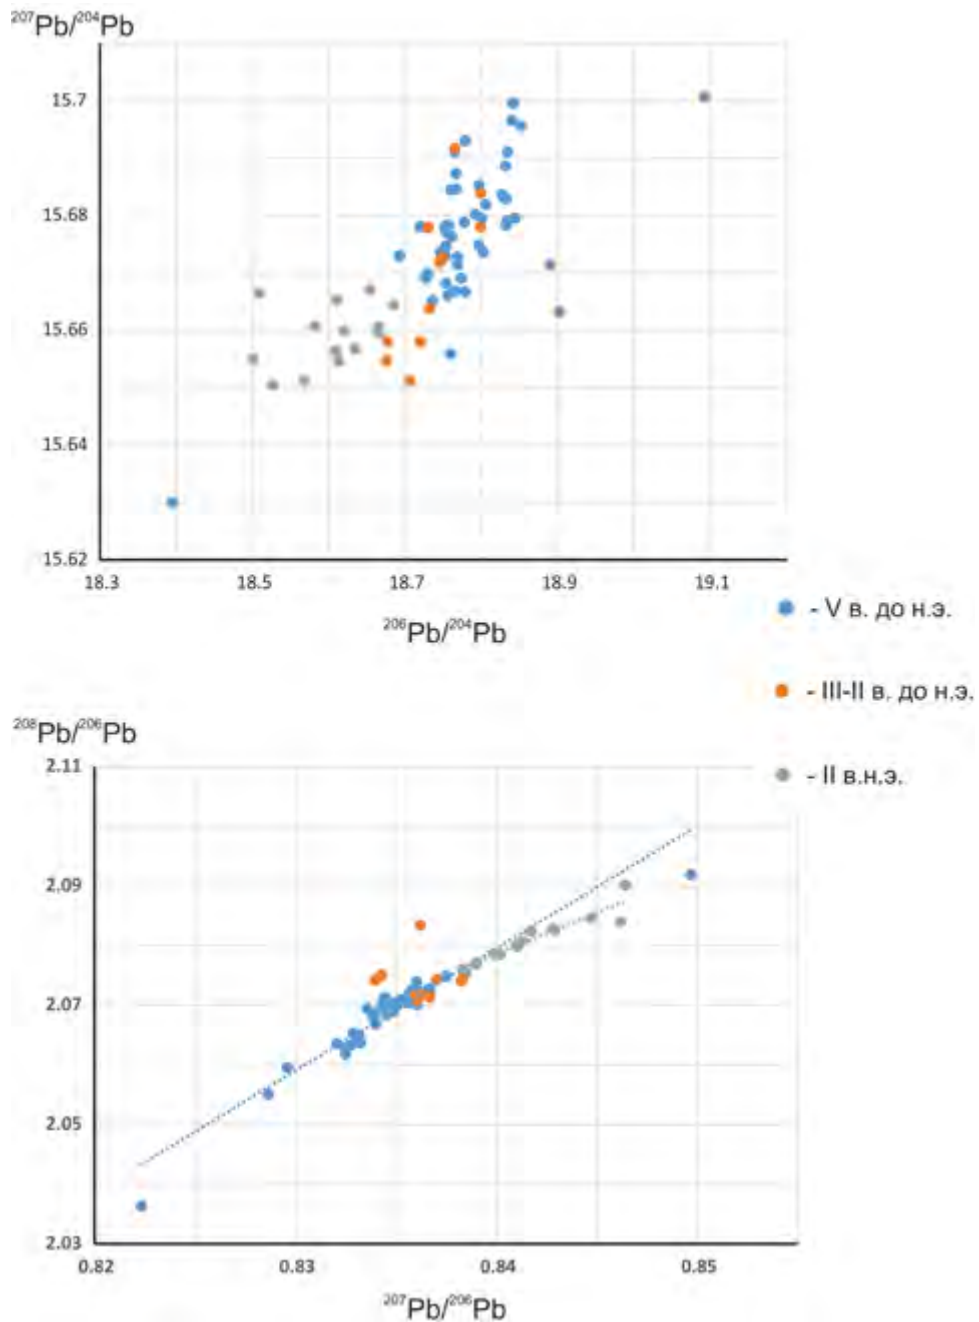 ²⁰⁷Pb/²⁰⁴Pb
15.7
15.68
15.66
15.64
15.62
18.3 18.5 18.7 18.9 19.1
²⁰⁶Pb/²⁰⁴Pb
- V в. до н.э.
- III-II в. до н.э.
- II в.н.э.
²⁰⁸Pb/²⁰⁶Pb
2.11
2.09
2.07
2.05
2.03
0.82 0.83 0.84 0.85
²⁰⁷Pb/²⁰⁶Pb